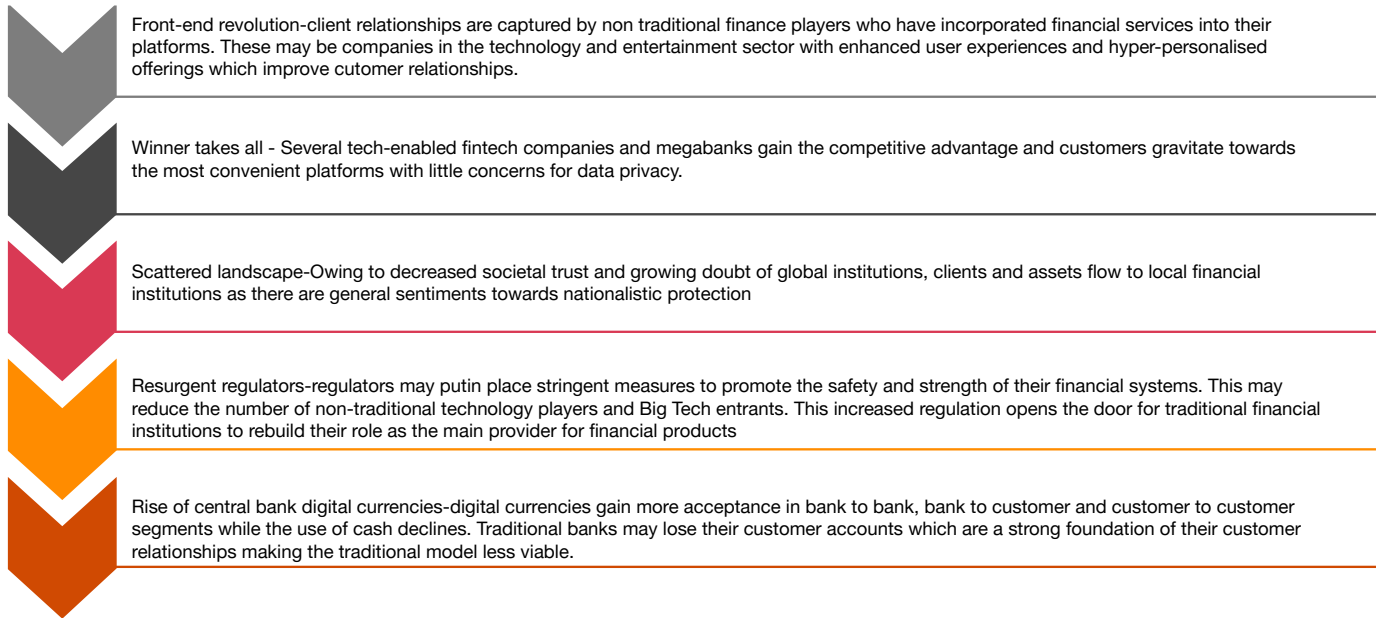 Front-end revolution-client relationships are captured by non traditional finance players who have incorporated financial services into their
platforms. These may be companies in the technology and entertainment sector with enhanced user experiences and hyper-personalised
offerings which improve cutomer relationships.
Winner takes all - Several tech-enabled fintech companies and megabanks gain the competitive advantage and customers gravitate towards
the most convenient platforms with little concerns for data privacy.
Scattered landscape-Owing to decreased societal trust and growing doubt of global institutions, clients and assets flow to local financial
institutions as there are general sentiments towards nationalistic protection
Resurgent regulators-regulators may putin place stringent measures to promote the safety and strength of their financial systems. This may
reduce the number of non-traditional technology players and Big Tech entrants. This increased regulation opens the door for traditional financial
institutions to rebuild their role as the main provider for financial products
Rise of central bank digital currencies-digital currencies gain more acceptance in bank to bank, bank to customer and customer to customer
segments while the use of cash declines. Traditional banks may lose their customer accounts which are a strong foundation of their customer
relationships making the traditional model less viable.